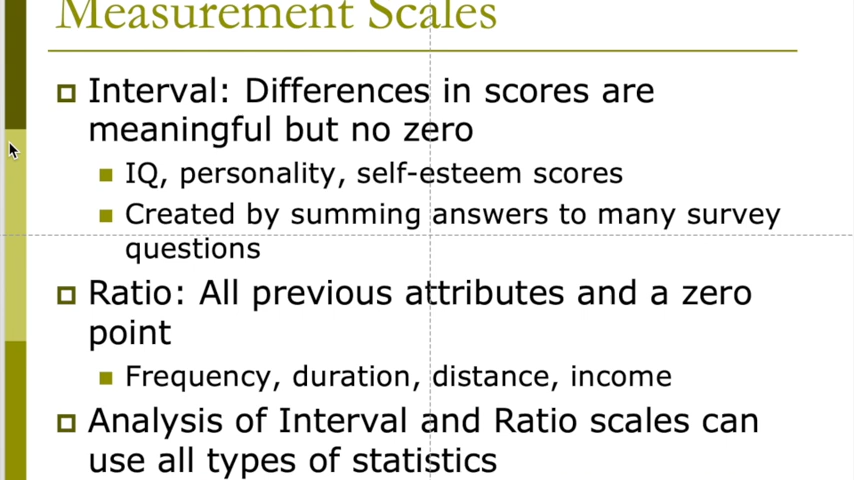 Measurement Scales
Interval: Differences in scores are
meaningful but no zero
IQ, personality, self-esteem scores
Created by summing answers to many survey
questions
Ratio: All previous attributes and a zero
point
Frequency, duration, distance, income
Analysis of Interval and Ratio scales can
use all types of statistics